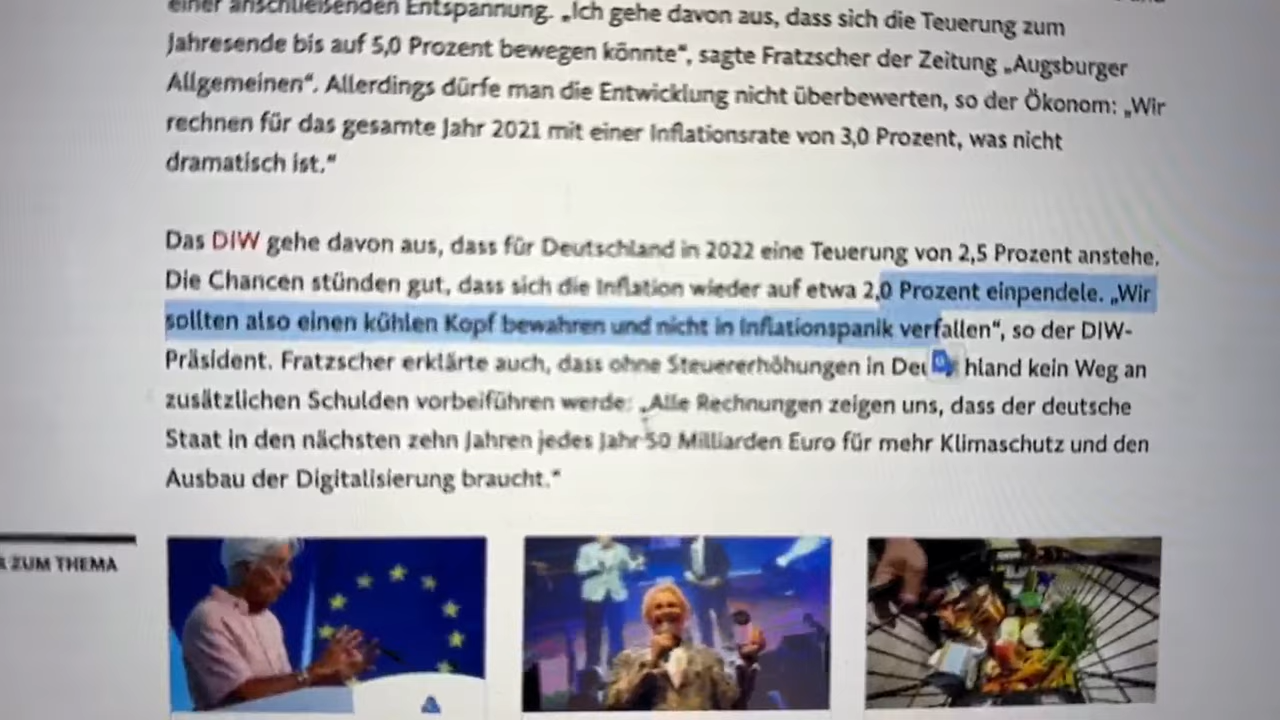 einer anschließenden Entspannung. „Ich gehe davon aus, dass sich die Teuerung zum
Jahresende bis auf 5,0 Prozent bewegen könnte“, sagte Fratzscher der Zeitung „Augsburger
Allgemeinen“. Allerdings dürfe man die Entwicklung nicht überbewerten, so der Ökonom: „Wir
rechnen für das gesamte Jahr 2021 mit einer Inflationsrate von 3,0 Prozent, was nicht
dramatisch ist.“
Das DIW gehe davon aus, dass für Deutschland in 2022 eine Teuerung von 2,5 Prozent anstehe.
Die Chancen stünden gut, dass sich die Inflation wieder auf etwa 2,0 Prozent einpendele. „Wir
sollten also einen kühlen Kopf bewahren und nicht in Inflationspanik verfallen“, so der DIW-
Präsident. Fratzscher erklärte auch, dass ohne Steuererhöhungen in Deu hland kein Weg an
zusätzlichen Schulden vorbeiführen werde: „Alle Rechnungen zeigen uns, dass der deutsche
Staat in den nächsten zehn Jahren jedes Jahr 50 Milliarden Euro für mehr Klimaschutz und den
Ausbau der Digitalisierung braucht.“
ZUM THEMA